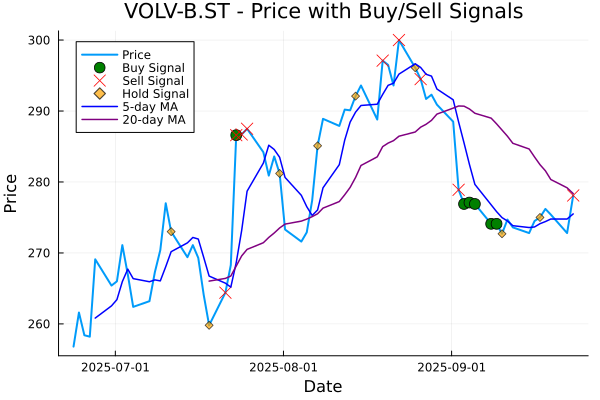 VOLV-B.ST - Price with Buy/Sell Signals
Price
300
290
280
270
260
Price
Buy Signal
Sell Signal
Hold Signal
5-day MA
20-day MA
2025-07-01
2025-08-01
2025-09-01
Date